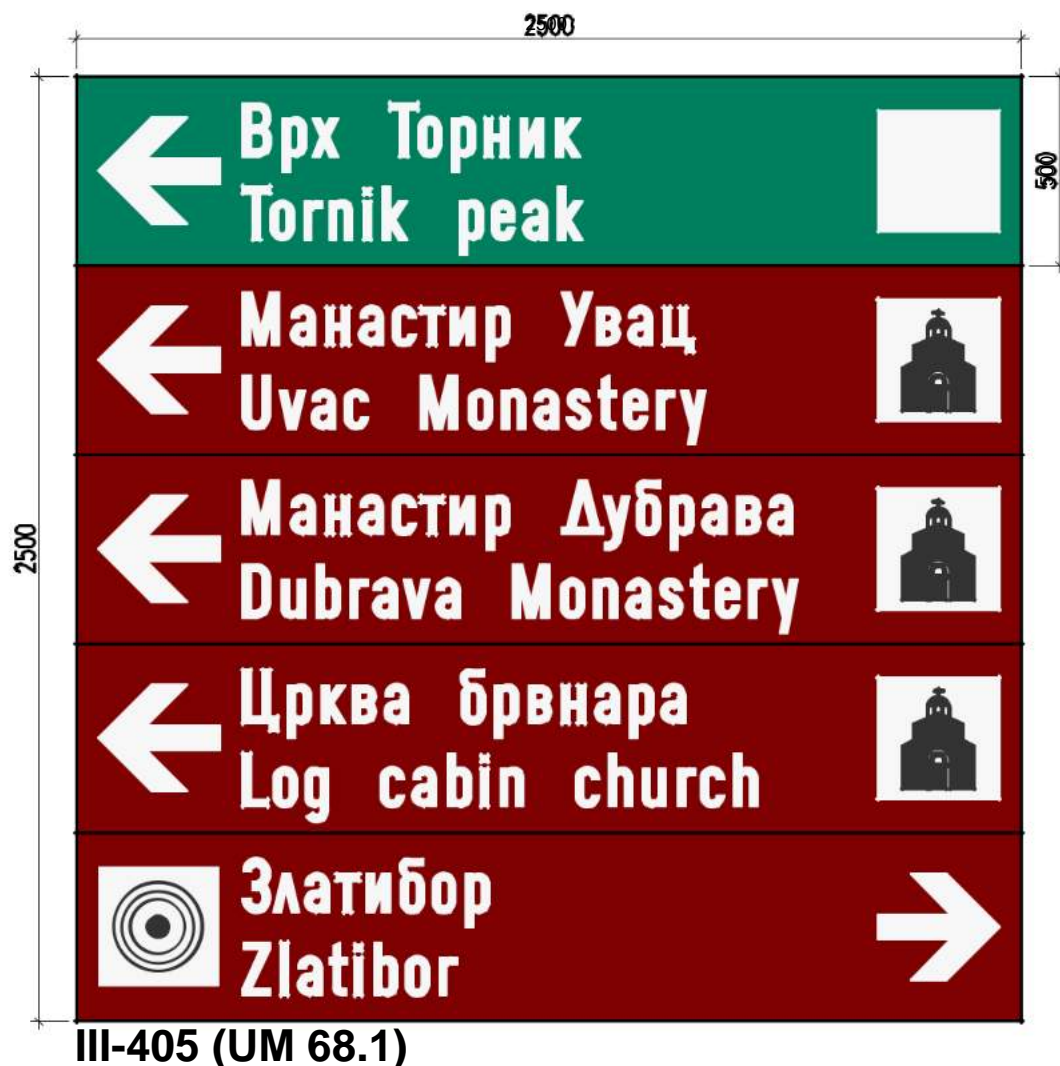 2500
500
2500
Врх Торник
Tornik peak
Манастир Увац
Uvac Monastery
Манастир Дубрава
Dubrava Monastery
Црква брвнара
Log cabin church
Златибор
Zlatibor
III-405 (UM 68.1)